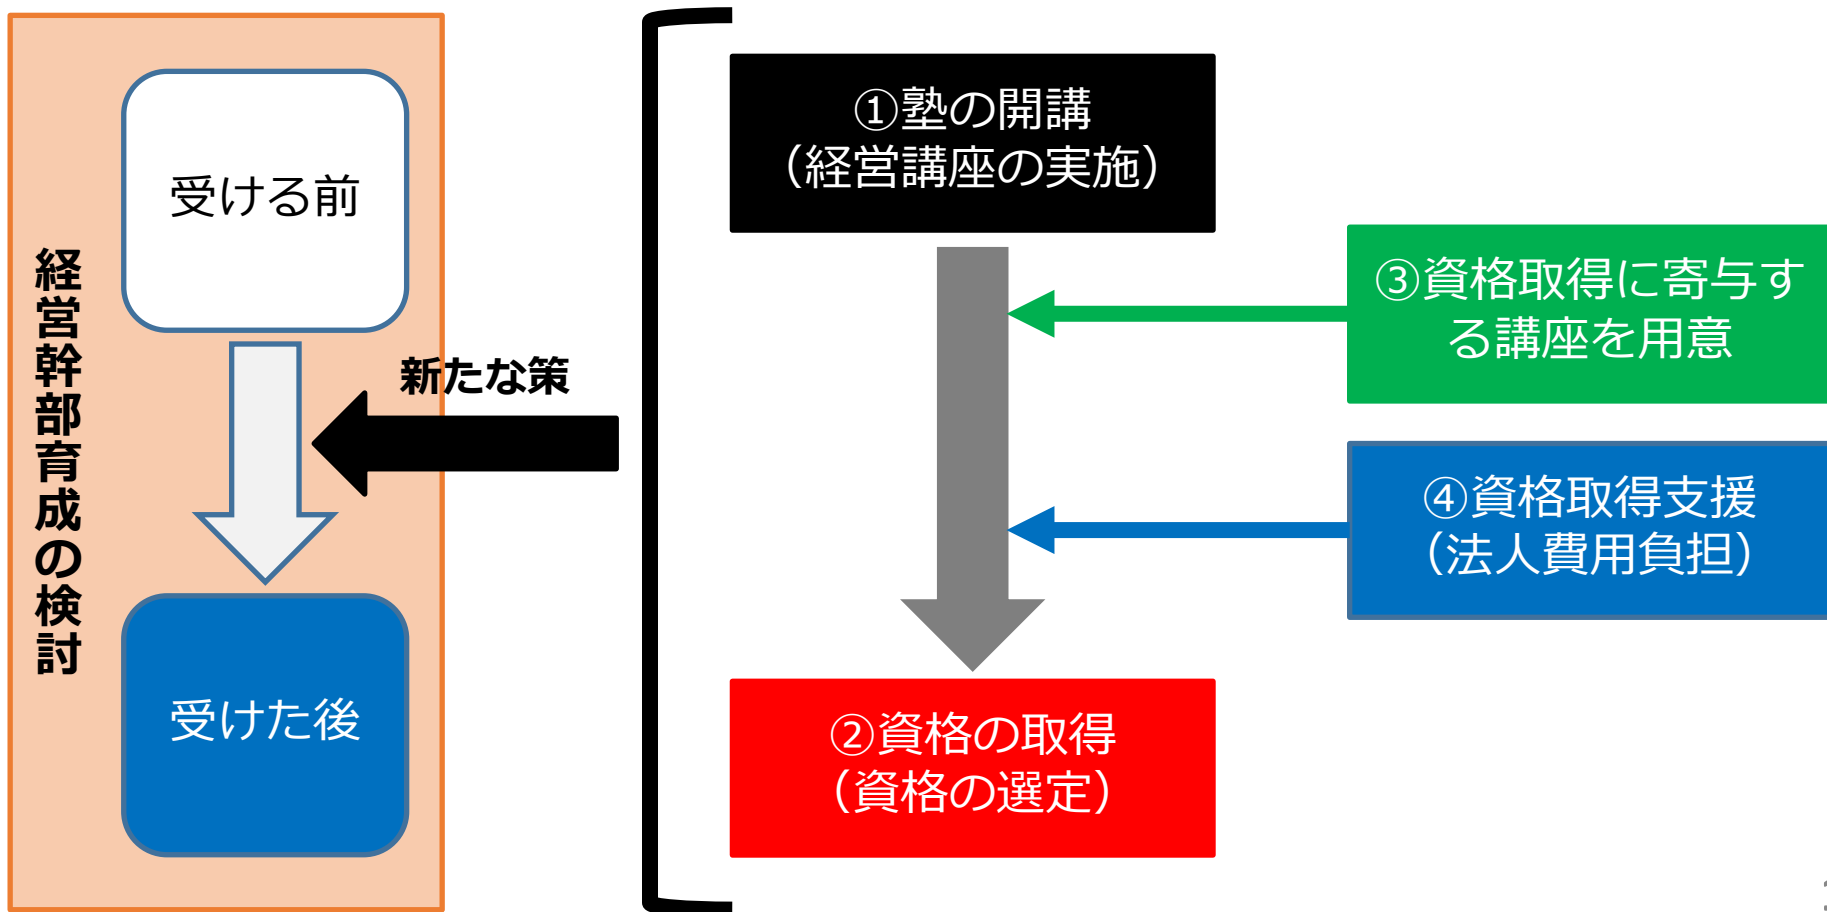 経営幹部育成の検討
受ける前
新たな策
受けた後
①塾の開講
（経営講座の実施）
③資格取得に寄与す
る講座を用意
④資格取得支援
（法人費用負担）
②資格の取得
（資格の選定）